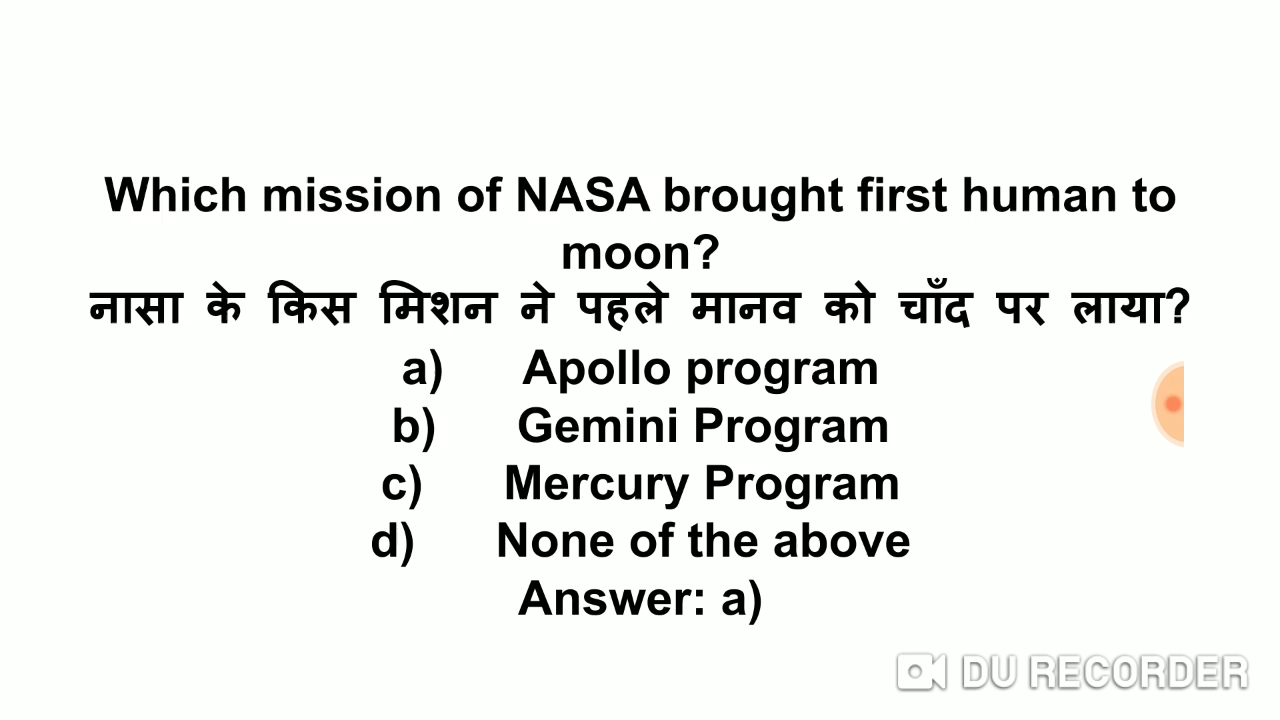 Which mission of NASA brought first human to
moon?
नासा के किस मिशन ने पहले मानव को चाँद पर लाया?
a) Apollo program
b) Gemini Program
c) Mercury Program
d) None of the above
Answer: a)
DU RECORDER